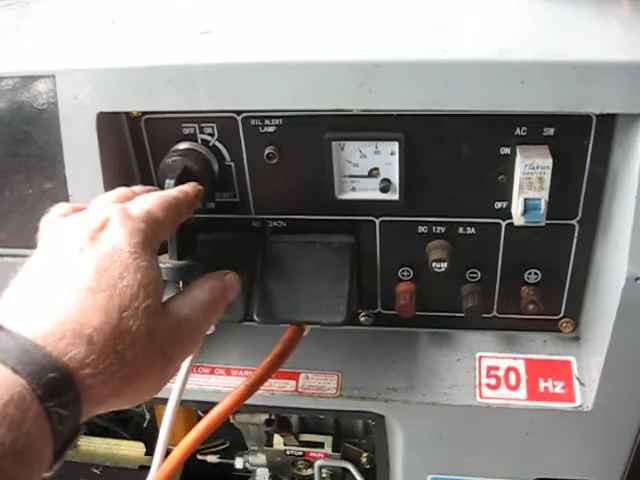 OFF ON
START
OIL ALERT
LAMP
V
AC SW
ON
OFF
AC 240V
DC 12V 8.3A
FUSE
LOW OIL WARN
50 Hz
STOP RUN